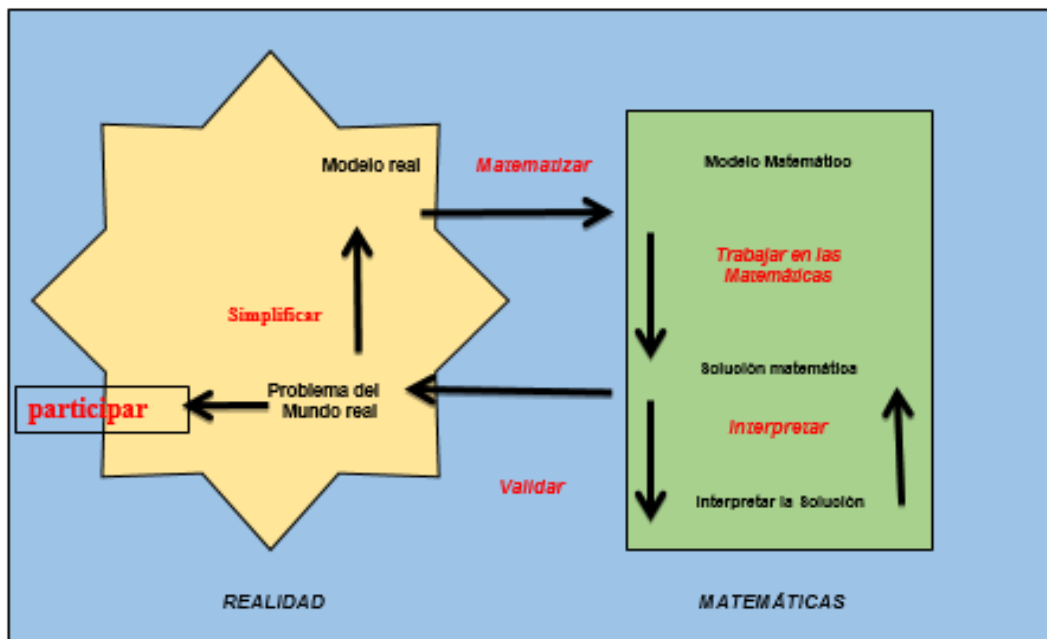 Modelo real
Matematizar
Modelo Matemático
Trabajar en las
Matemáticas
Simplificar
Solución matemática
Problema del
Mundo real
participar
Interpretar
Validar
Interpretar la Solución
REALIDAD
MATEMÁTICAS